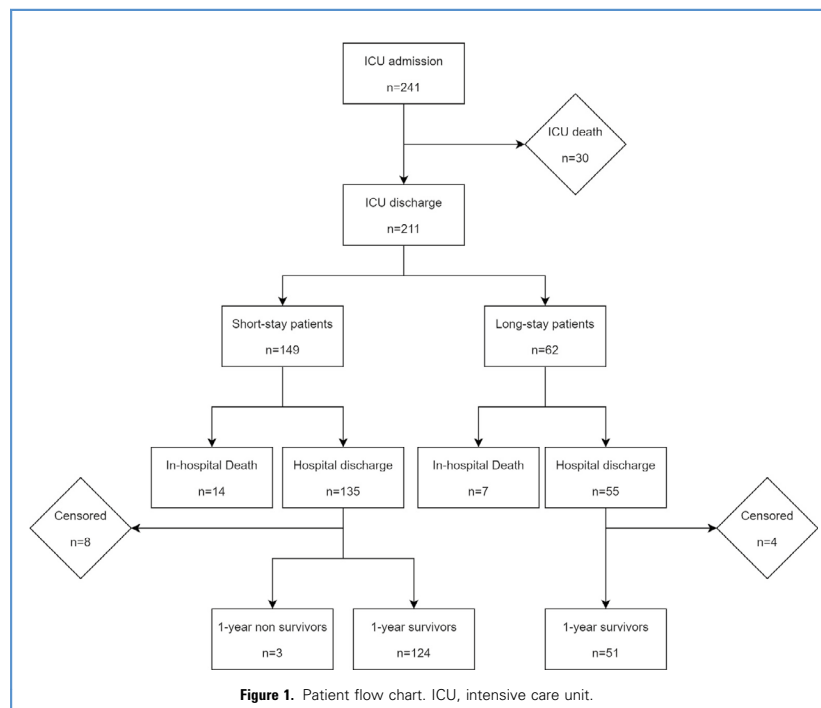 ICU admission
n=241
ICU death
n=30
ICU discharge
n=211
Short-stay patients
n=149
Long-stay patients
n=62
In-hospital Death
n=14
Hospital discharge
n=135
In-hospital Death
n=7
Hospital discharge
n=55
Censored
n=8
Censored
n=4
1-year non survivors
n=3
1-year survivors
n=124
1-year survivors
n=51
Figure 1. Patient flow chart. ICU, intensive care unit.